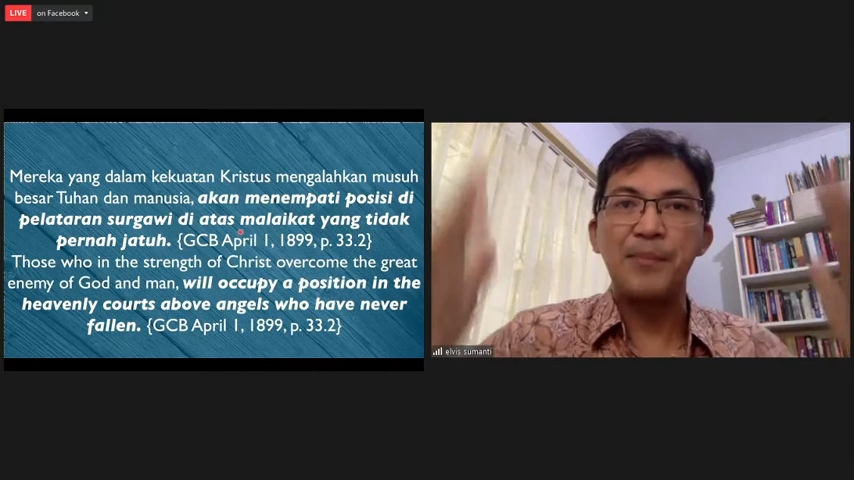 LIVE on Facebook
Mereka yang dalam kekuatan Kristus mengalahkan musuh
besar Tuhan dan manusia, akan menempati posisi di
pelataran surgawi di atas malaikat yang tidak
pernah jatuh. {GCB April 1, 1899, p. 33.2}
Those who in the strength of Christ overcome the great
enemy of God and man, will occupy a position in the
heavenly courts above angels who have never
fallen. {GCB April 1, 1899, p. 33.2}
elvis sumanti